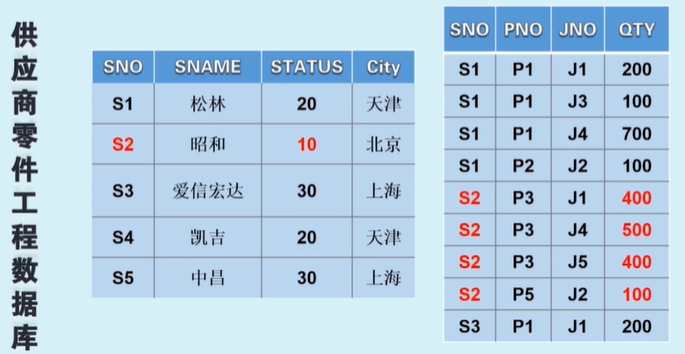 供应商零件工程数据库
SNO SNAME STATUS City
S1 松林 20 天津
S2 昭和 10 北京
S3 爱信宏达 30 上海
S4 凯吉 20 天津
S5 中昌 30 上海
SNO PNO JNO QTY
S1 P1 J1 200
S1 P1 J3 100
S1 P1 J4 700
S1 P2 J2 100
S2 P3 J1 400
S2 P3 J4 500
S2 P3 J5 400
S2 P5 J2 100
S3 P1 J1 200